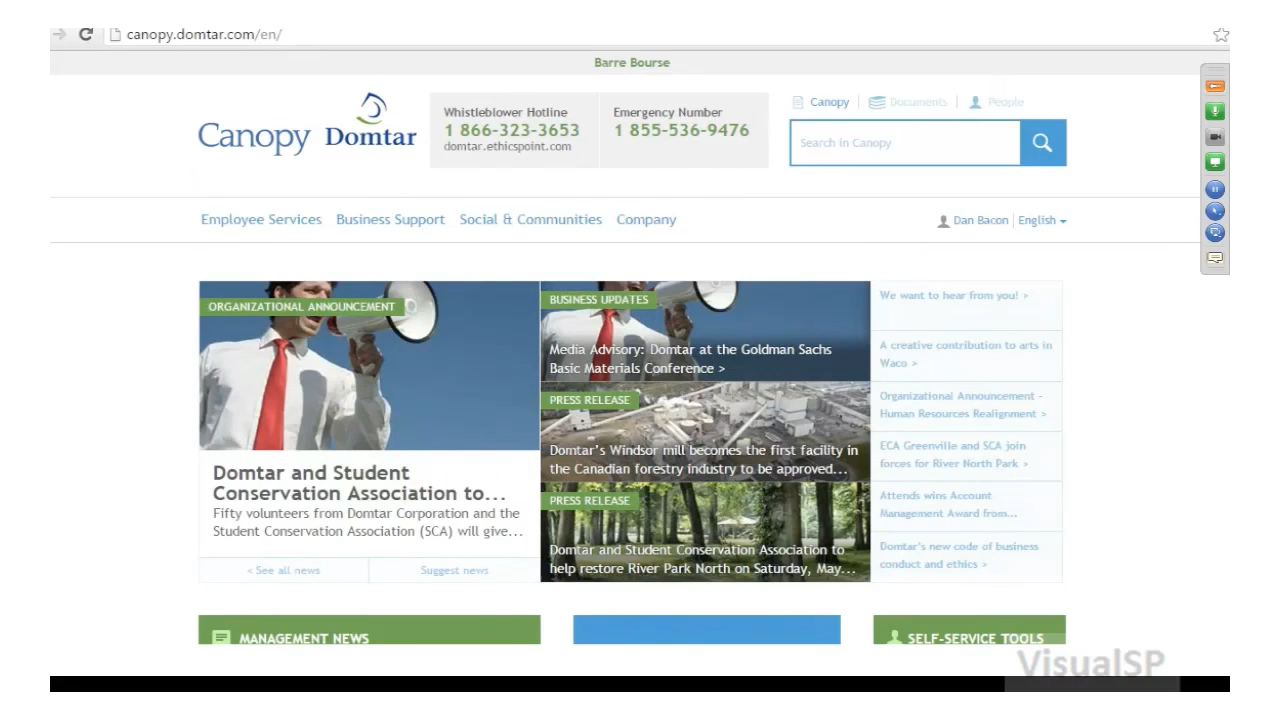 canopy.domtar.com/en/
Barre Bourse
Canopy Domtar
Whistleblower Hotline
1 866-323-3653
domtar.ethicspoint.com
Emergency Number
1 855-536-9476
Canopy
Documents
People
Search in Canopy
Employee Services
Business Support
Social & Communities
Company
Dan Bacon
English
ORGANIZATIONAL ANNOUNCEMENT
Domtar and Student
Conservation Association to...
Fifty volunteers from Domtar Corporation and the
Student Conservation Association (SCA) will give...
< See all news
Suggest news
BUSINESS UPDATES
Media Advisory: Domtar at the Goldman Sachs
Basic Materials Conference >
PRESS RELEASE
Domtar's Windsor mill becomes the first facility in
the Canadian forestry industry to be approved...
PRESS RELEASE
Domtar and Student Conservation Association to
help restore River Park North on Saturday, May...
We want to hear from you! >
A creative contribution to arts in
Waco >
Organizational Announcement -
Human Resources Realignment >
ECA Greenville and SCA join
forces for River North Park >
Attends wins Account
Management Award from...
Domtar's new code of business
conduct and ethics >
MANAGEMENT NEWS
SELF-SERVICE TOOLS
VisualSP